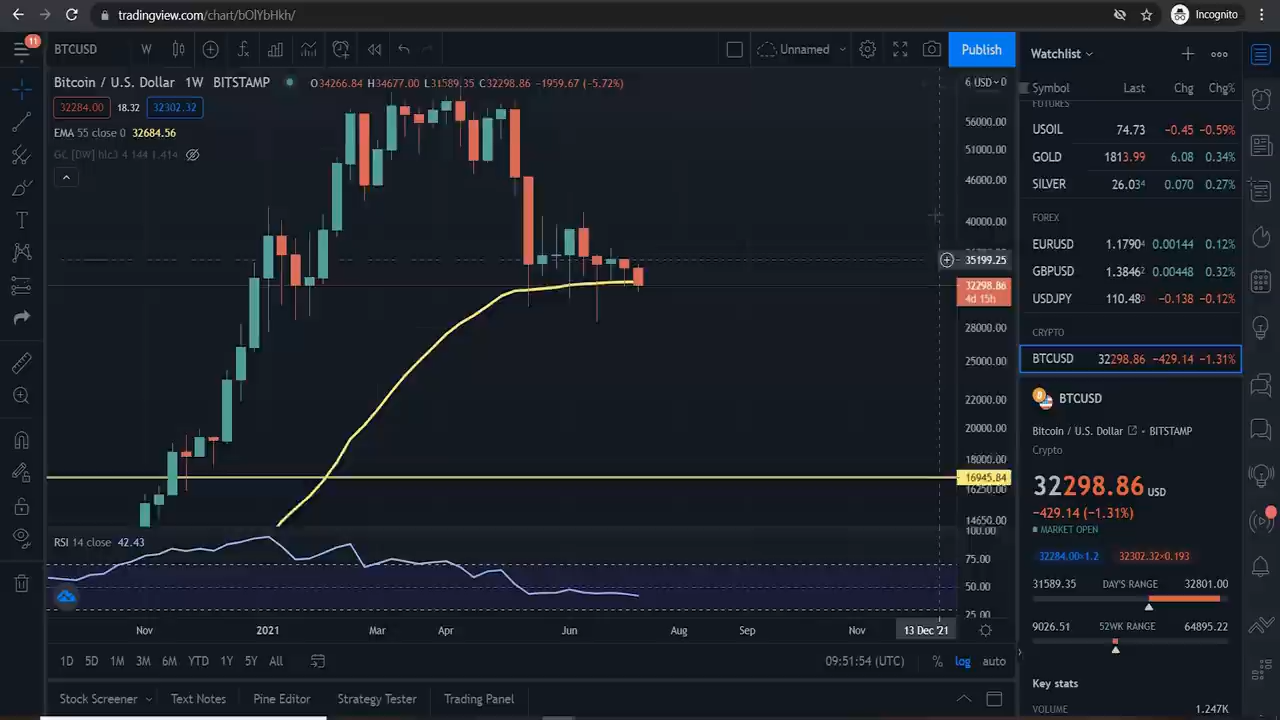 tradingview.com/chart/bOlYbHkh/
Incognito
11
BTCUSD W Unnamed Publish
Bitcoin / U.S. Dollar 1W BITSTAMP O34266.84 H34677.00 L31589.35 C32298.86 −1959.67 (−5.72%)
32284.00 18.32 32302.32
EMA 55 close 0 32684.56
GC [DW] hlc3 4 144 1.414
USD
56000.00
51000.00
46000.00
40000.00
35199.25
32298.86
4d 15h
28000.00
25000.00
22000.00
20000.00
18000.00
16945.84
16250.00
14650.00
RSI 14 close 42.43
100.00
75.00
50.00
25.00
Nov 2021 Mar Apr Jun Aug Sep Nov 13 Dec '21
1D 5D 1M 3M 6M YTD 1Y 5Y All
09:51:54 (UTC) % log auto
Stock Screener Text Notes Pine Editor Strategy Tester Trading Panel
Watchlist
Symbol Last Chg Chg%
FUTURES
USOIL 74.73 −0.45 −0.59%
GOLD 1813.99 6.08 0.34%
SILVER 26.034 0.070 0.27%
FOREX
EURUSD 1.17904 0.00144 0.12%
GBPUSD 1.38462 0.00448 0.32%
USDJPY 110.480 −0.138 −0.12%
CRYPTO
BTCUSD 32298.86 −429.14 −1.31%
BTCUSD
Bitcoin / U.S. Dollar - BITSTAMP
Crypto
32298.86 USD
−429.14 (−1.31%)
MARKET OPEN
32284.00×1.2 32302.32×0.193
31589.35 DAY'S RANGE 32801.00
9026.51 52WK RANGE 64895.22
Key stats
VOLUME 1.247K